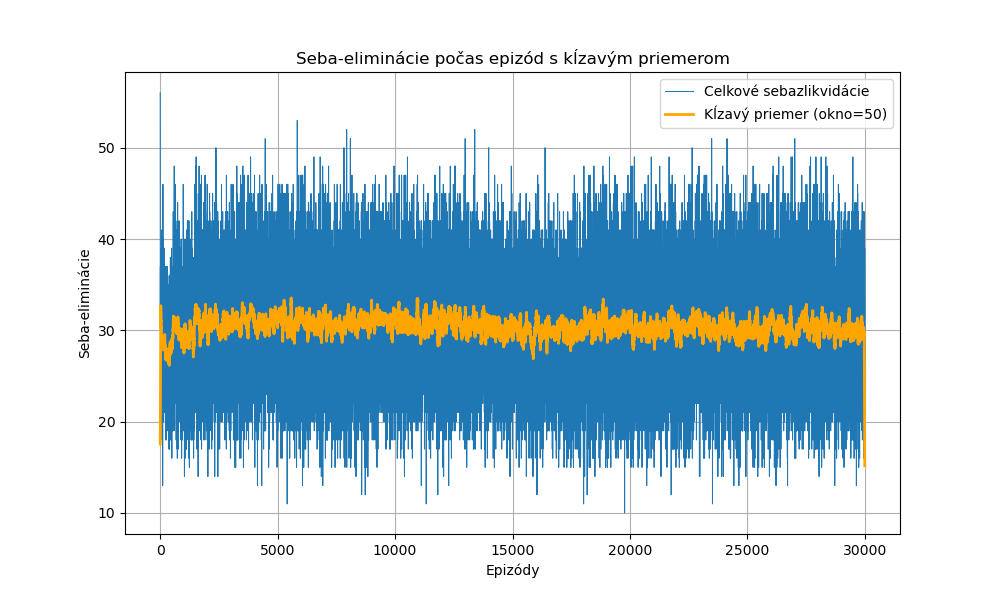 Seba-eliminácie počas epizód s kĺzavým priemerom
Celkové sebazlikvidácie
Kĺzavý priemer (okno=50)
Seba-eliminácie
50
40
30
20
10
0
5000
10000
15000
20000
25000
30000
Epizódy